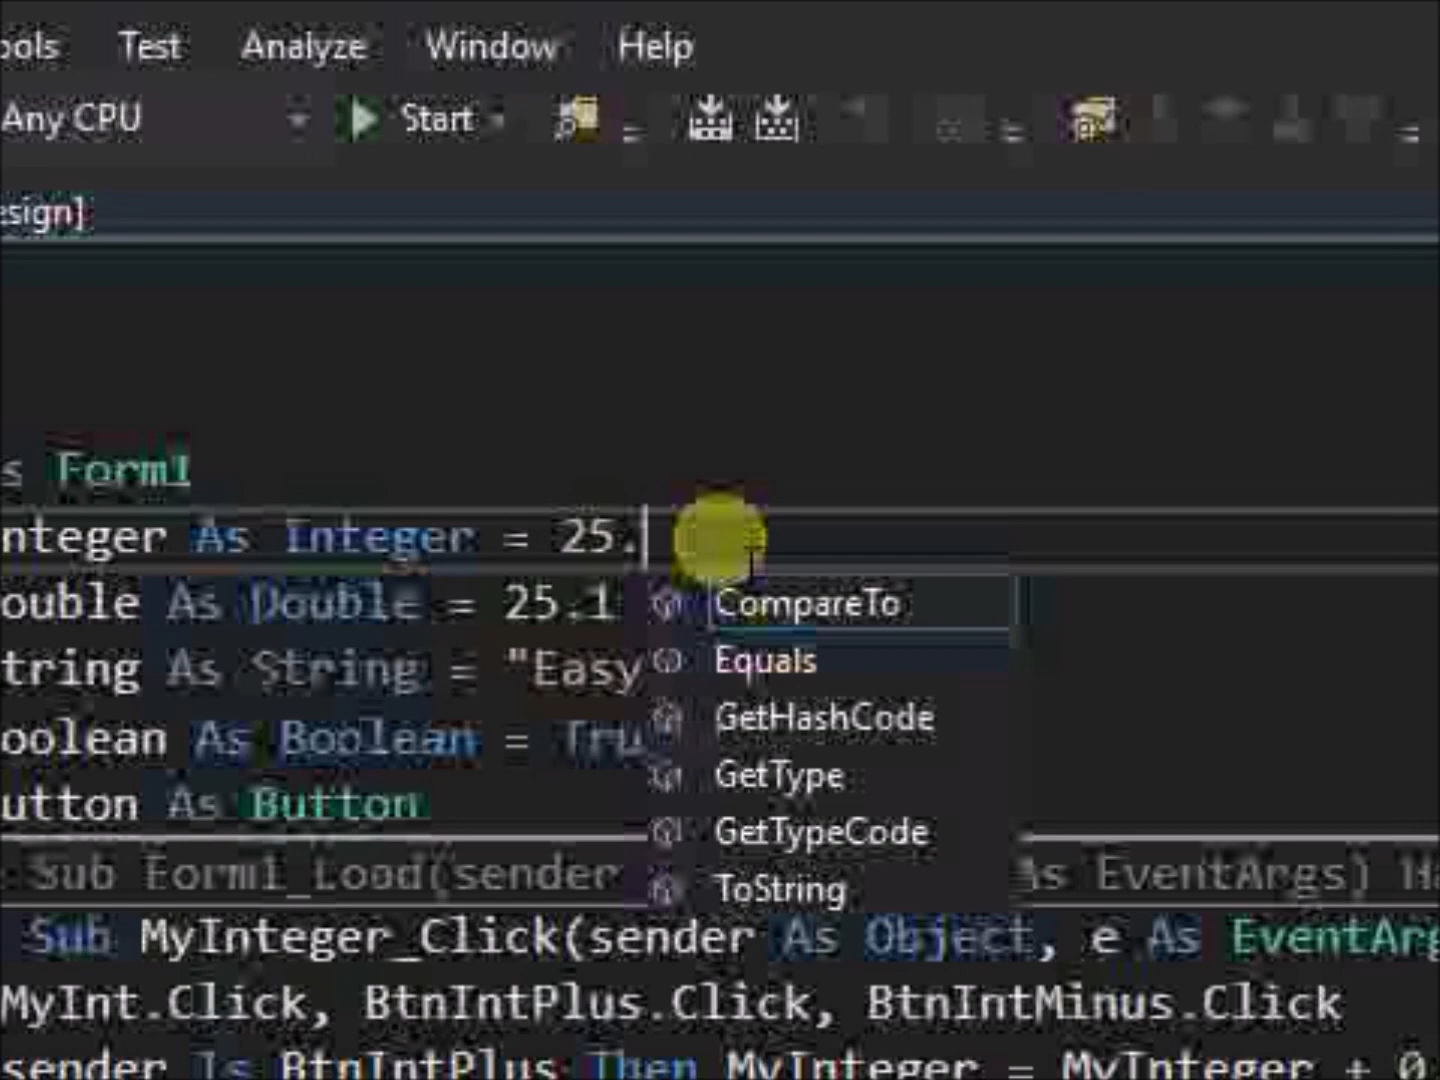 ools Test Analyze Window Help
Any CPU Start
esign]
s Form1
nteger As Integer = 25.
ouble As Double = 25.1
CompareTo
tring As String = "Easy
Equals
GetHashCode
oolean As Boolean = Tru
GetType
utton As Button
GetTypeCode
Sub Form1_Load(sender As EventArgs) Ha
ToString
Sub MyInteger_Click(sender As Object, e As EventArg
MyInt.Click, BtnIntPlus.Click, BtnIntMinus.Click
sender Is BtnIntPlus Then MyInteger = MyInteger + 0